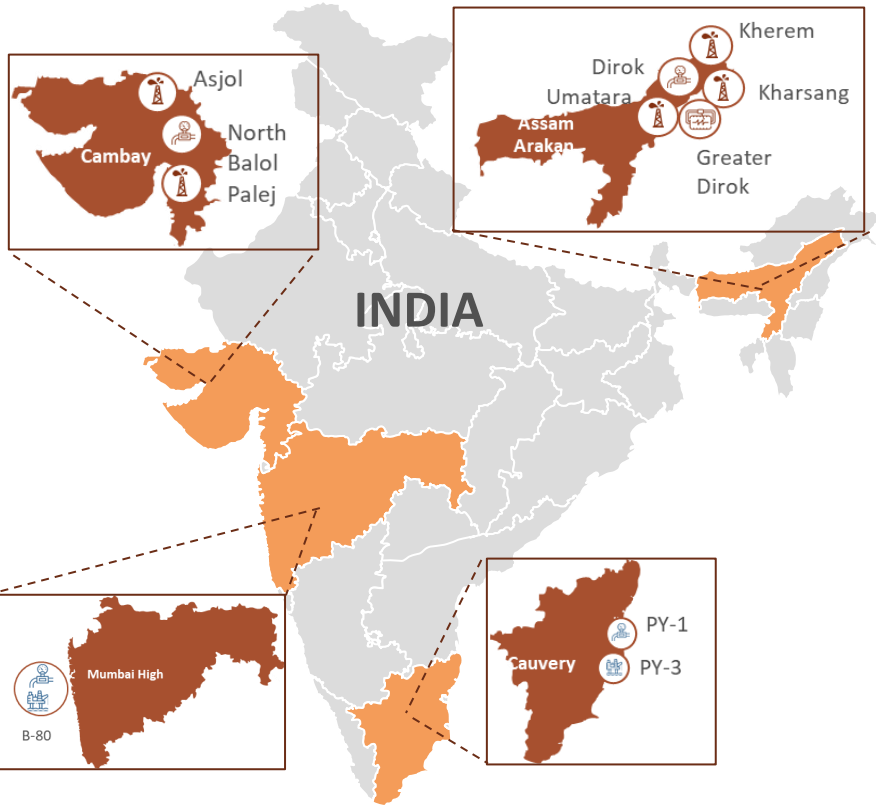 Asjol
North
Balol
Palej
Cambay
Kherem
Dirok
Umatara
Kharsang
Assam
Arakan
Greater
Dirok
INDIA
Mumbai High
B-80
Cauvery
PY-1
PY-3